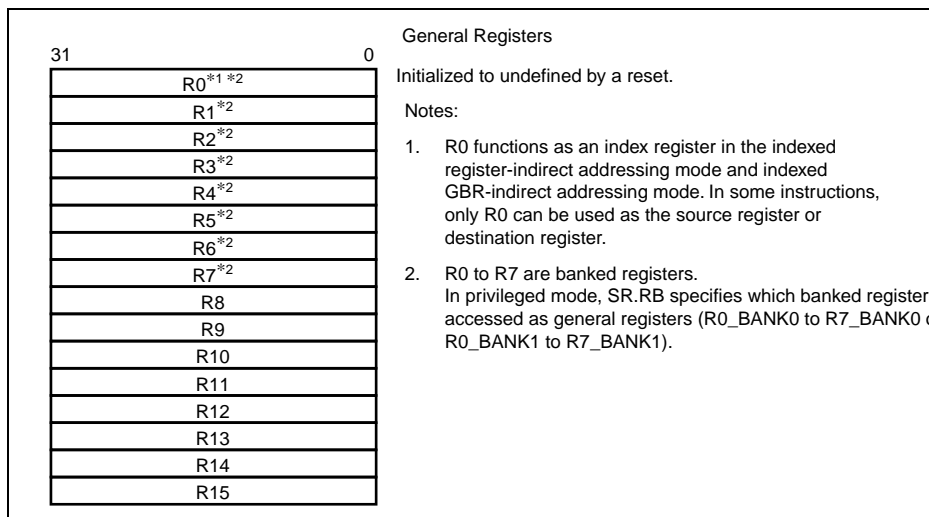 General Registers
31 0
Initialized to undefined by a reset.
R0*1 *2
R1*2
R2*2
R3*2
R4*2
R5*2
R6*2
R7*2
R8
R9
R10
R11
R12
R13
R14
R15
Notes:
1. R0 functions as an index register in the indexed
register-indirect addressing mode and indexed
GBR-indirect addressing mode. In some instructions,
only R0 can be used as the source register or
destination register.
2. R0 to R7 are banked registers.
In privileged mode, SR.RB specifies which banked register
accessed as general registers (R0_BANK0 to R7_BANK0
R0_BANK1 to R7_BANK1).